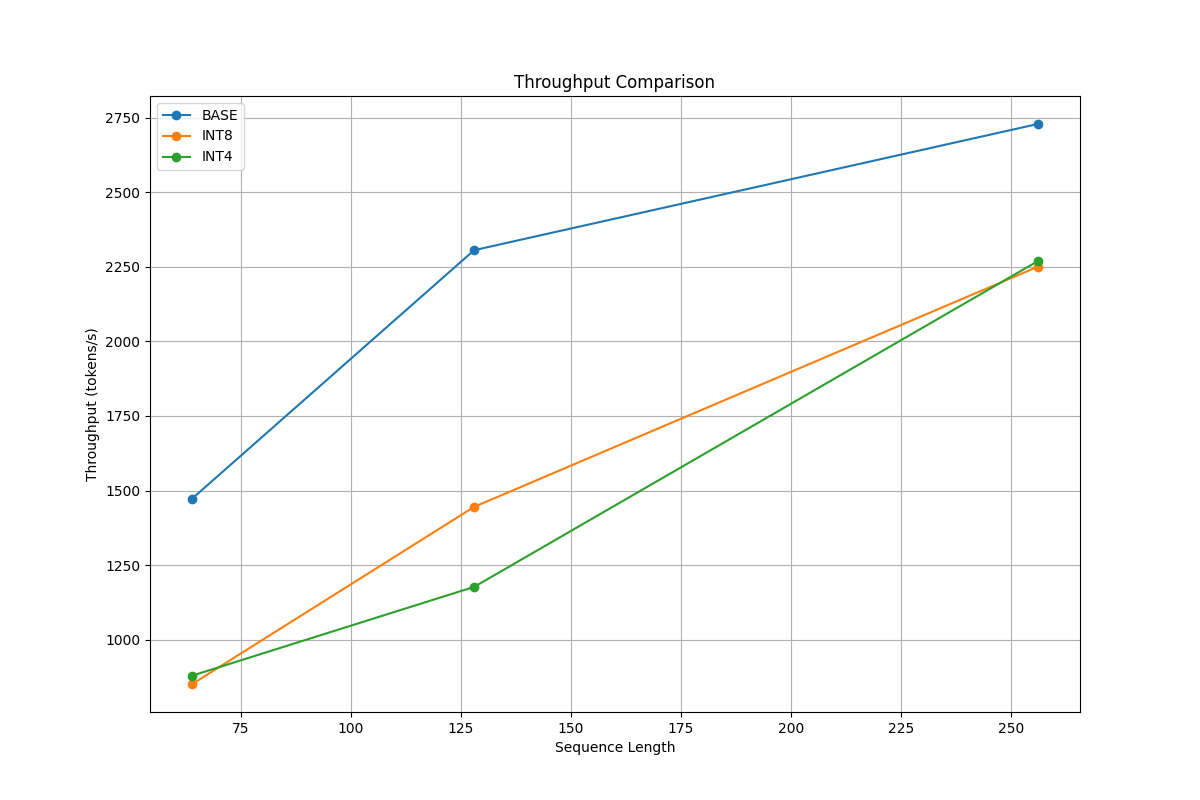 Throughput Comparison
BASE
INT8
INT4
2750
2500
2250
2000
1750
1500
1250
1000
Throughput (tokens/s)
75 100 125 150 175 200 225 250
Sequence Length